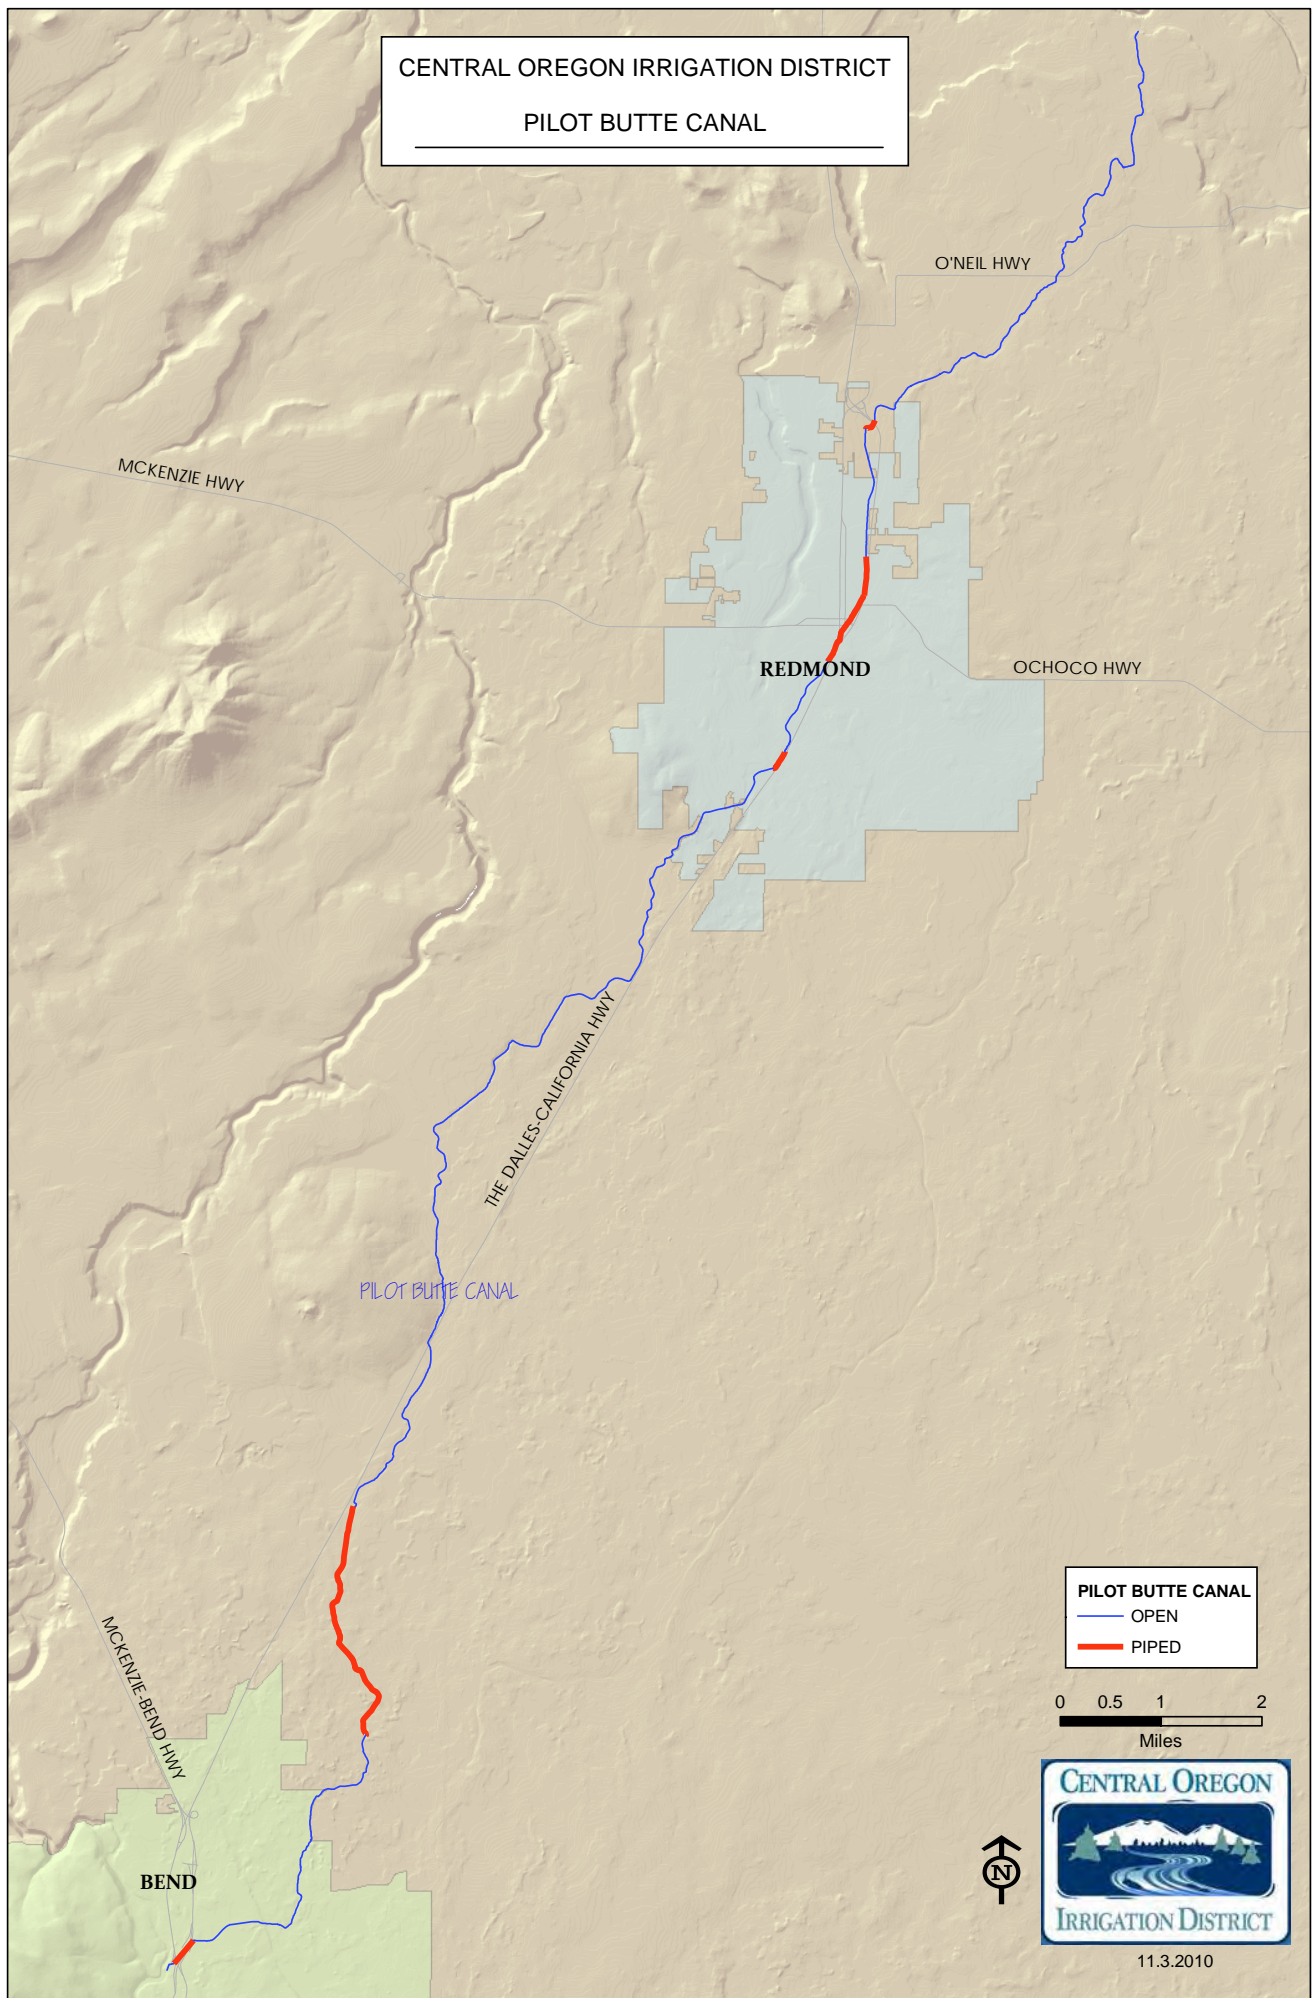 CENTRAL OREGON IRRIGATION DISTRICT
PILOT BUTTE CANAL
O'NEIL HWY
MCKENZIE HWY
REDMOND
OCHOCO HWY
THE DALLES-CALIFORNIA HWY
PILOT BUTTE CANAL
MCKENZIE-BEND HWY
BEND
PILOT BUTTE CANAL
OPEN
PIPED
0 0.5 1 2
Miles
N
CENTRAL OREGON
IRRIGATION DISTRICT
11.3.2010